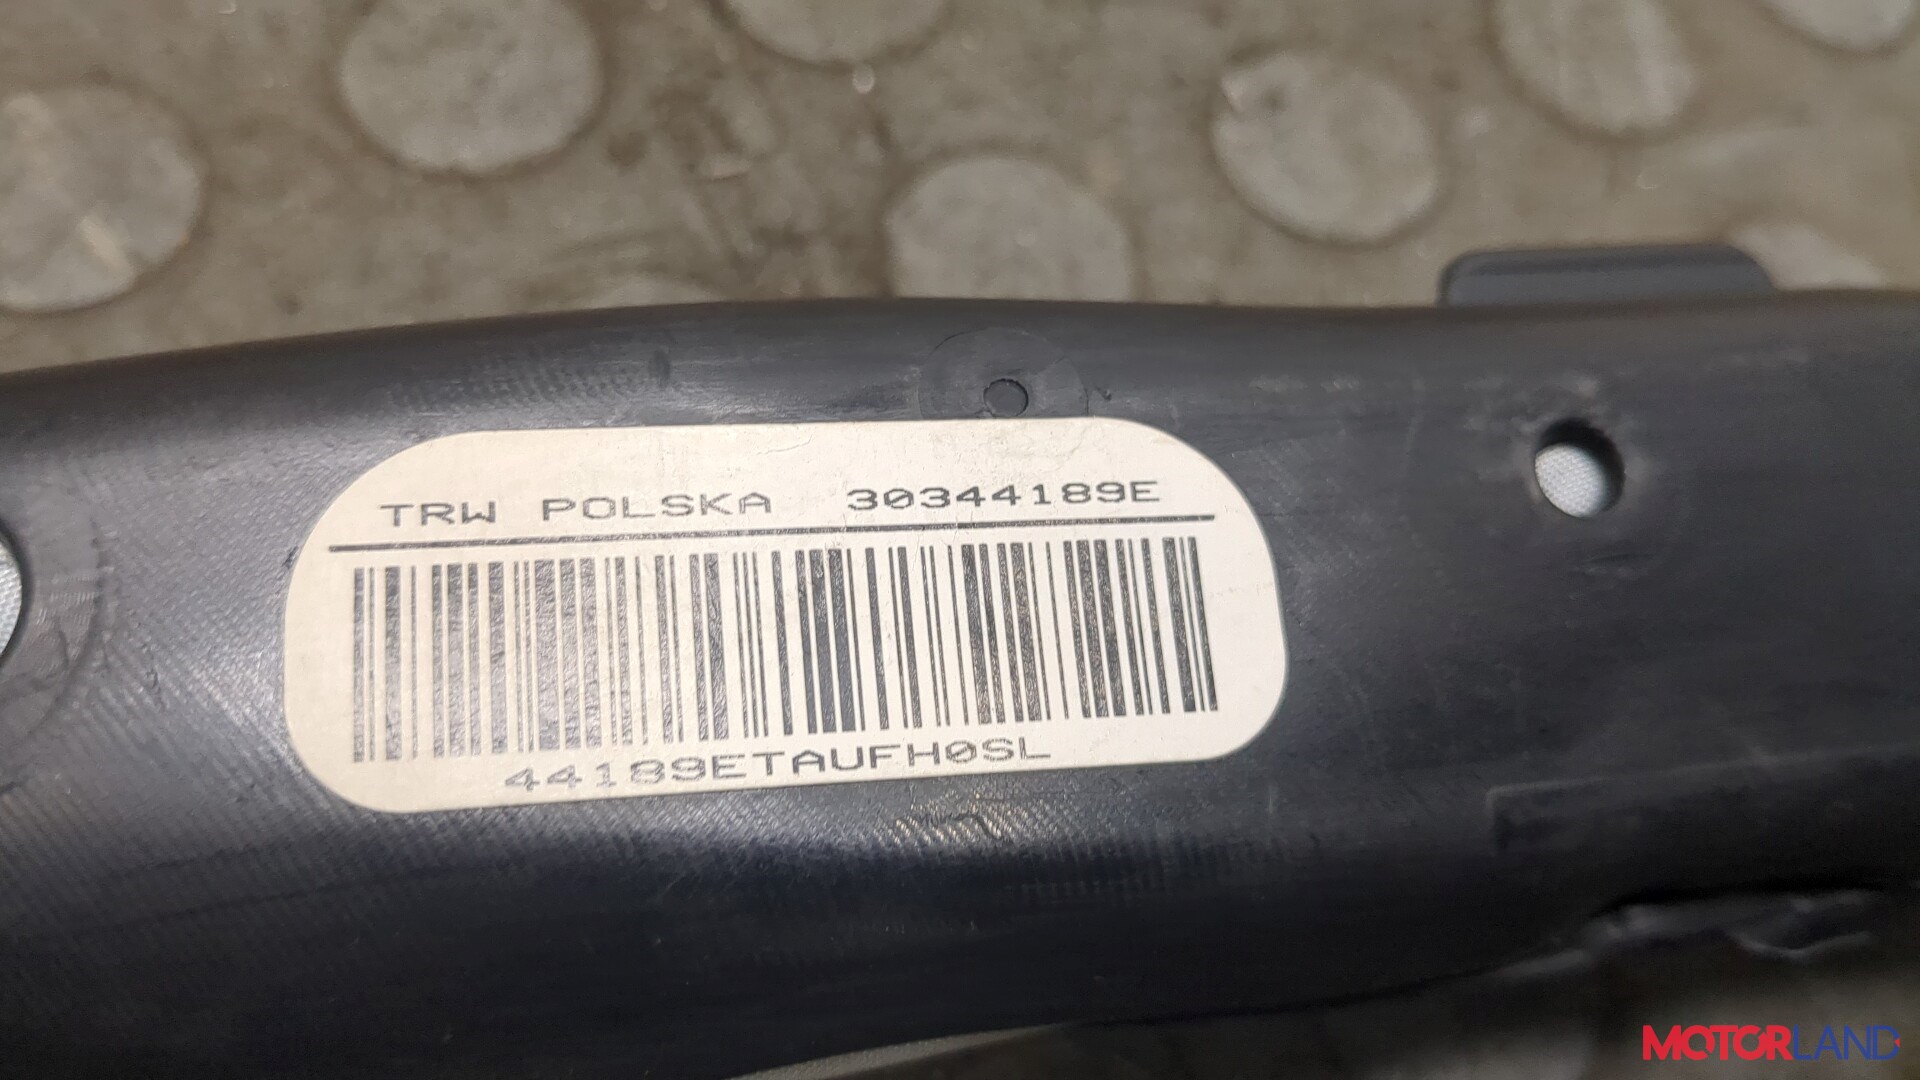 TRW POLSKA 30344189E
44189ETAUFH0SL
MOTORLAND